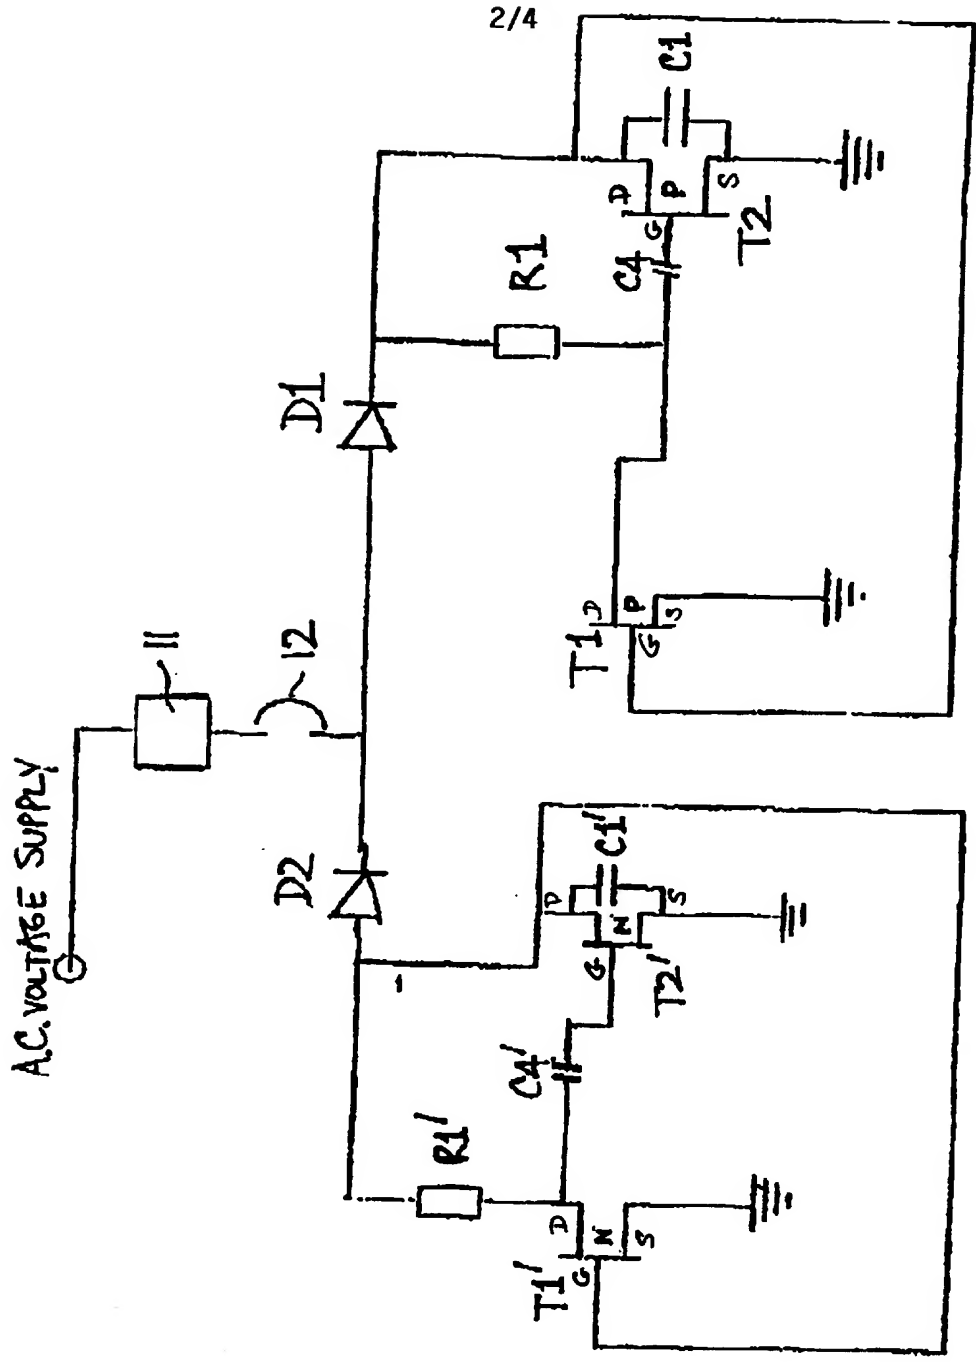 2/4
A.C. VOLTAGE SUPPLY
11
12
D2
D1
R1'
R1
C4'
C4
C1'
C1
T1'
D
G
N
S
T2'
D
G
N
S
T1
D
G
P
S
T2
D
G
P
S